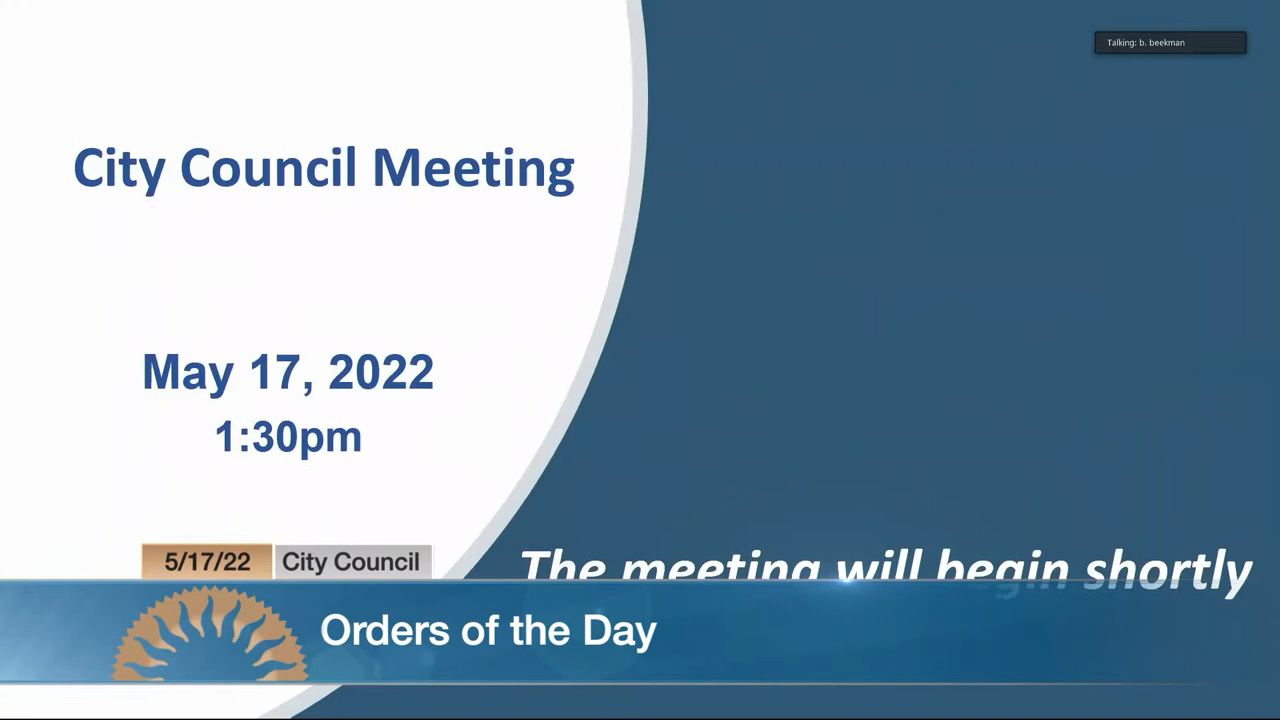 Talking: b. beekman
City Council Meeting
May 17, 2022
1:30pm
The meeting will begin shortly
5/17/22 City Council
Orders of the Day